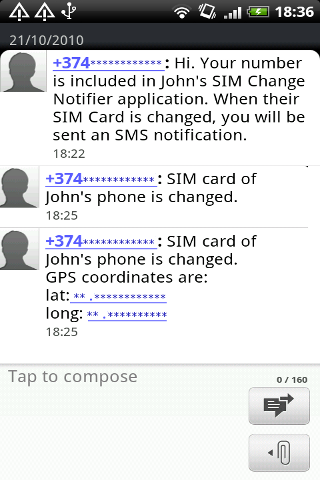 18:36
21/10/2010
+374************: Hi. Your number
is included in John's SIM Change
Notifier application. When their
SIM Card is changed, you will be
sent an SMS notification.
18:22
+374************: SIM card of
John's phone is changed.
18:25
+374************: SIM card of
John's phone is changed.
GPS coordinates are:
lat: ** .************
long: ** .**********
18:25
Tap to compose
0 / 160